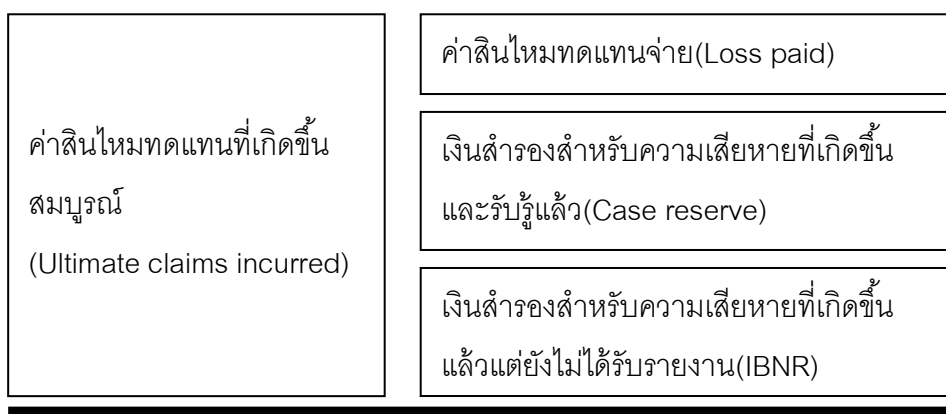 ค่าสินไหมทดแทนที่เกิดขึ้น
สมบูรณ์
(Ultimate claims incurred)
ค่าสินไหมทดแทนจ่าย(Loss paid)
เงินสำรองสำหรับความเสียหายที่เกิดขึ้น
และรับรู้แล้ว(Case reserve)
เงินสำรองสำหรับความเสียหายที่เกิดขึ้น
แล้วแต่ยังไม่ได้รับรายงาน(IBNR)